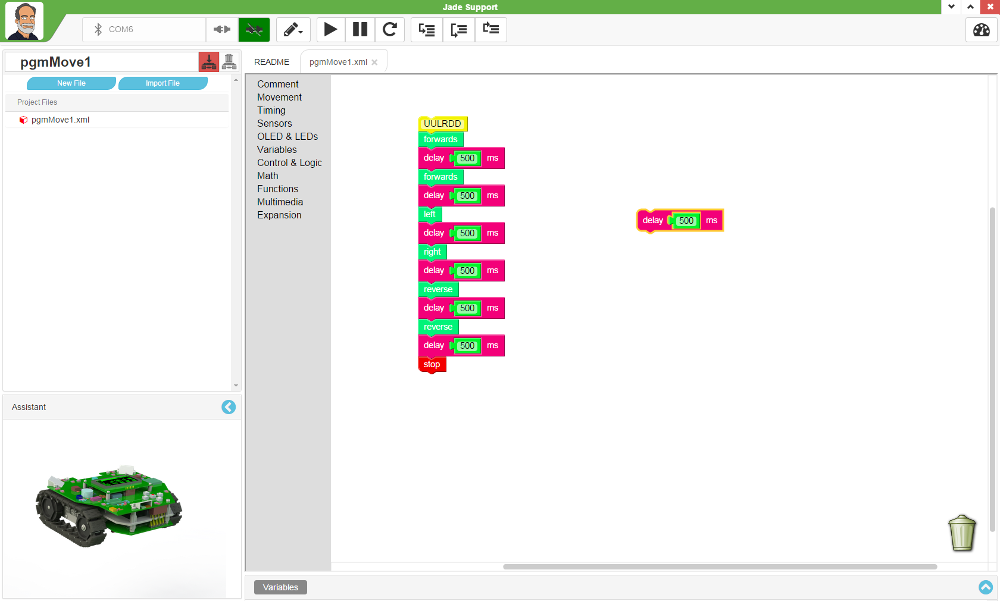 Jade Support
COM6
pgmMove1
New File
Import File
Project Files
pgmMove1.xml
Assistant
README
pgmMove1.xml
Comment
Movement
Timing
Sensors
OLED & LEDs
Variables
Control & Logic
Math
Functions
Multimedia
Expansion
UULRDD
forwards
delay 500 ms
forwards
delay 500 ms
left
delay 500 ms
right
delay 500 ms
reverse
delay 500 ms
reverse
delay 500 ms
stop
delay 500 ms
Variables